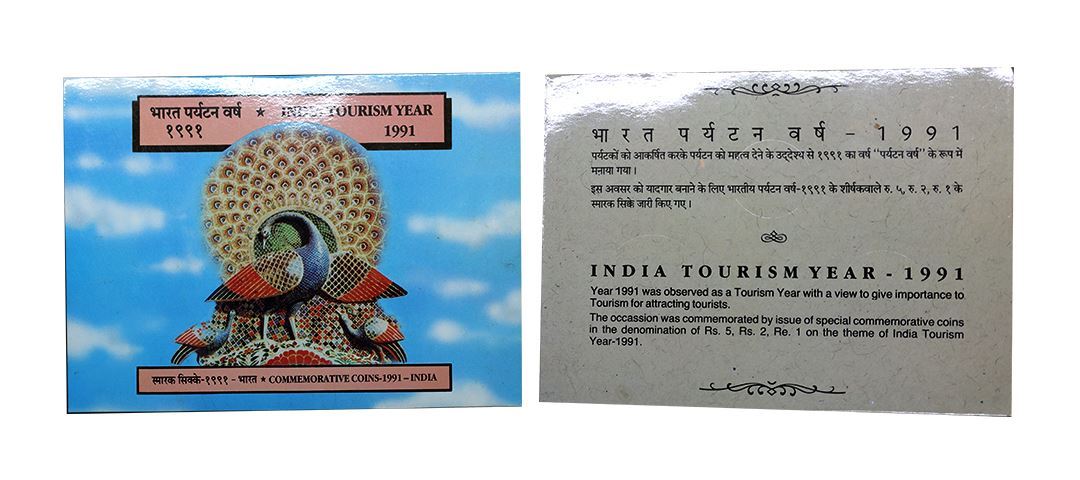 भारत पर्यटन वर्ष ★ INDIA TOURISM YEAR
१९९१ 1991
स्मारक सिक्के-१९९१ - भारत ★ COMMEMORATIVE COINS-1991 – INDIA
भारत पर्यटन वर्ष - 1991
पर्यटकों को आकर्षित करके पर्यटन को महत्व देने के उद्देश्य से १९९१ का वर्ष "पर्यटन वर्ष" के रूप में
मनाया गया।
इस अवसर को यादगार बनाने के लिए भारतीय पर्यटन वर्ष-१९९१ के शीर्षकवाले रु. ५, रु. २, रु. १ के
स्मारक सिक्के जारी किए गए।
INDIA TOURISM YEAR - 1991
Year 1991 was observed as a Tourism Year with a view to give importance to
Tourism for attracting tourists.
The occassion was commemorated by issue of special commemorative coins
in the denomination of Rs. 5, Rs. 2, Re. 1 on the theme of India Tourism
Year-1991.